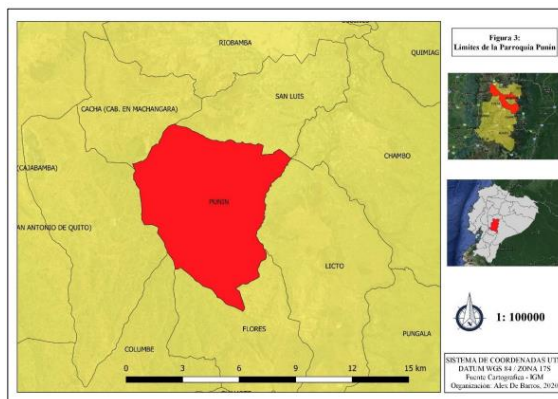 RIOBAMBA
QUIMIAG
SAN LUIS
CACHA (CAB. EN MACHANGARA)
CHAMBO
(CAJABAMBA)
PUNIN
AN ANTONIO DE QUITO)
LICTO
FLORES
PUNGALA
COLUMBE
0 3 6 9 12 15 km
Figura 3:
Límites de la Parroquia Punín
1: 100000
SISTEMA DE COORDENADAS UT
DATUM WGS 84 / ZONA 17S
Fuente Cartografica - IGM
Organización: Alex De Barros, 2020